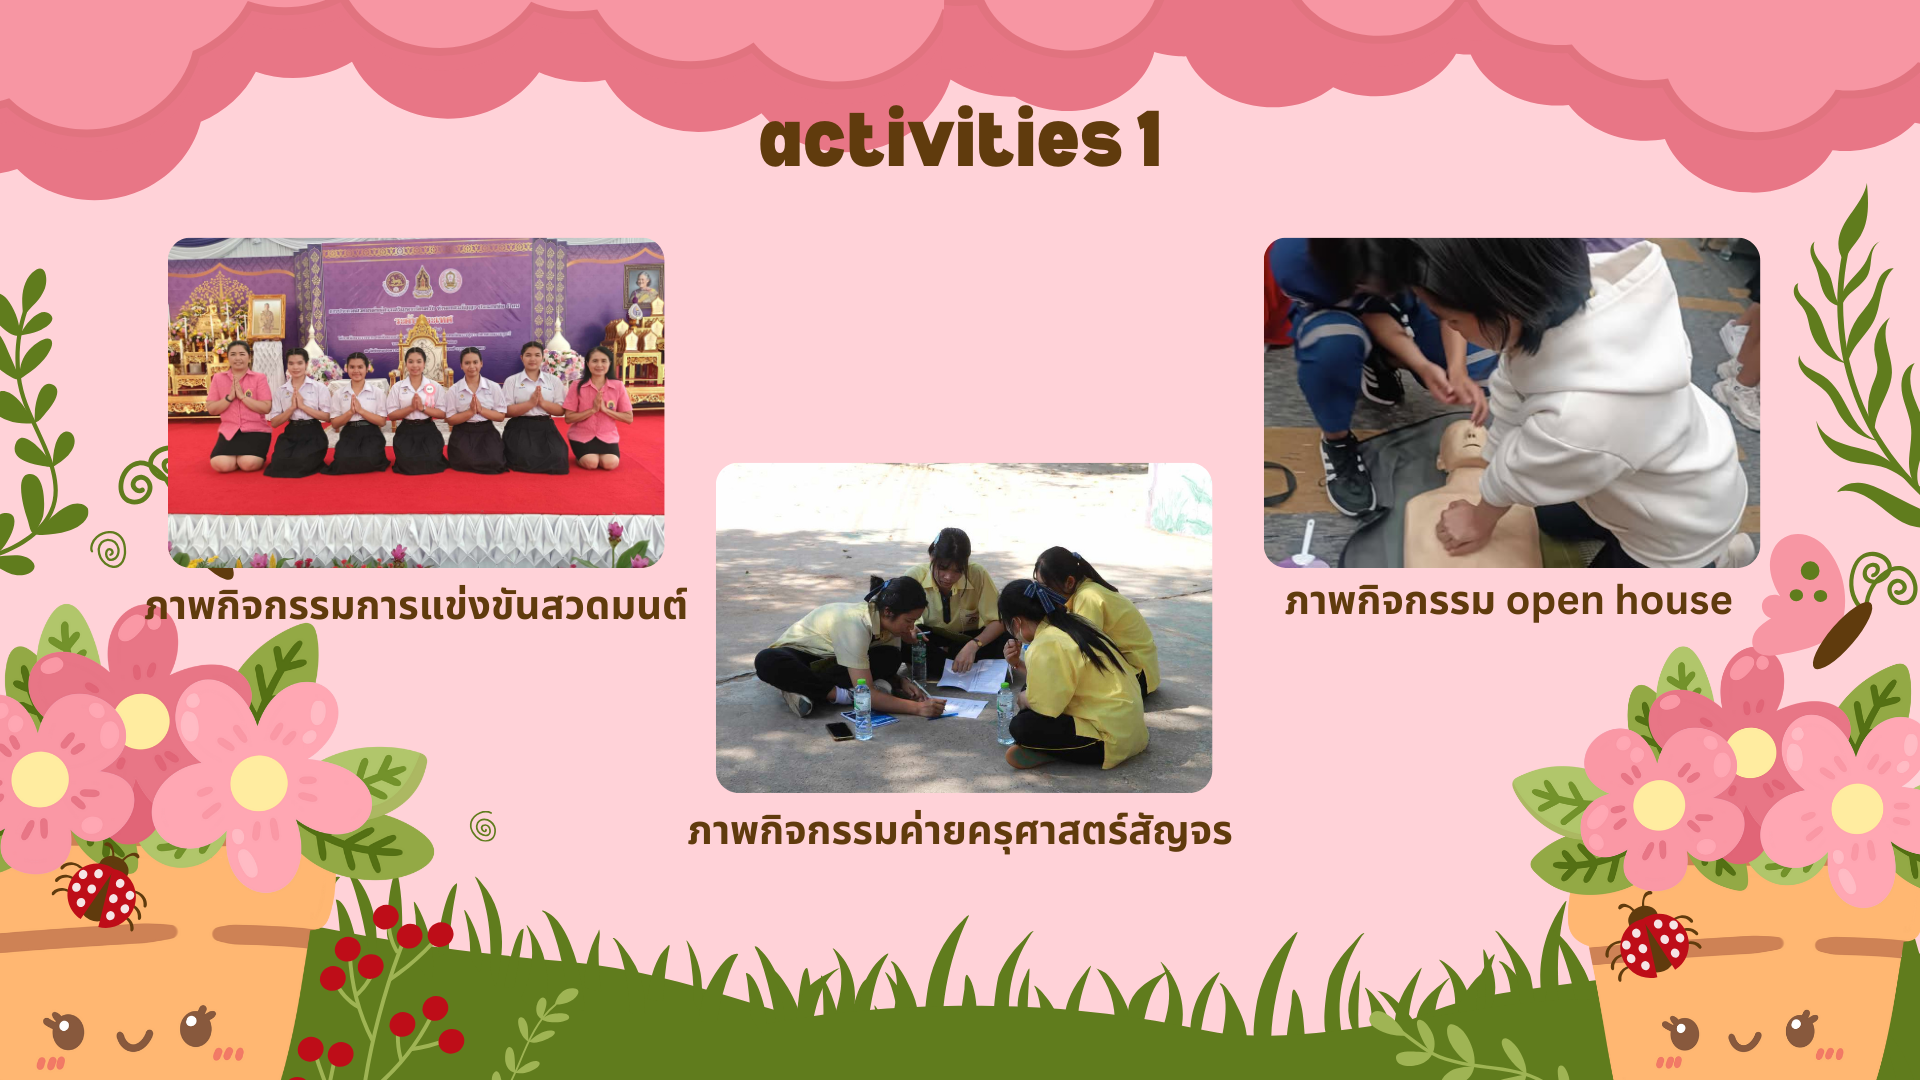 activities 1
ภาพกิจกรรมการแข่งขันสวดมนต์
ภาพกิจกรรมค่ายครุศาสตร์สัญจร
ภาพกิจกรรม open house